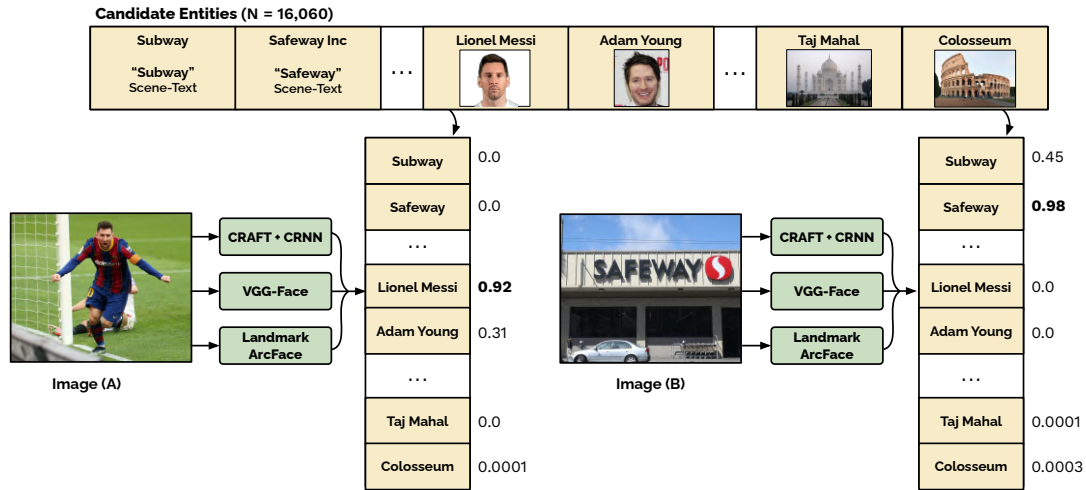 Candidate Entities (N = 16,060)
Subway
"Subway"
Scene-Text
Safeway Inc
"Safeway"
Scene-Text
...
Lionel Messi
Adam Young
...
Taj Mahal
Colosseum
CRAFT + CRNN
VGG-Face
Landmark
ArcFace
Image (A)
Subway 0.0
Safeway 0.0
...
Lionel Messi 0.92
Adam Young 0.31
...
Taj Mahal 0.0
Colosseum 0.0001
SAFEWAY
CRAFT + CRNN
VGG-Face
Landmark
ArcFace
Image (B)
Subway 0.45
Safeway 0.98
...
Lionel Messi 0.0
Adam Young 0.0
...
Taj Mahal 0.0001
Colosseum 0.0003